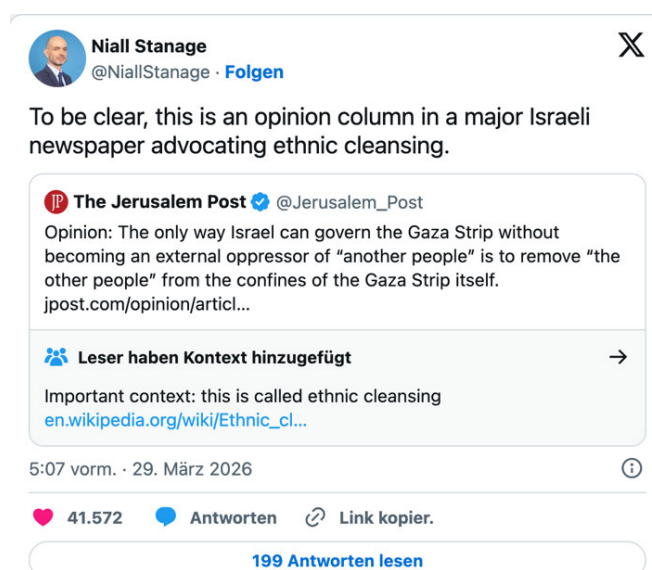 Niall Stanage
@NiallStanage · Folgen
To be clear, this is an opinion column in a major Israeli
newspaper advocating ethnic cleansing.
The Jerusalem Post @Jerusalem_Post
Opinion: The only way Israel can govern the Gaza Strip without
becoming an external oppressor of “another people” is to remove “the
other people” from the confines of the Gaza Strip itself.
jpost.com/opinion/articl...
Leser haben Kontext hinzugefügt
Important context: this is called ethnic cleansing
en.wikipedia.org/wiki/Ethnic_cl...
5:07 vorm. · 29. März 2026
41.572 Antworten Link kopier.
199 Antworten lesen